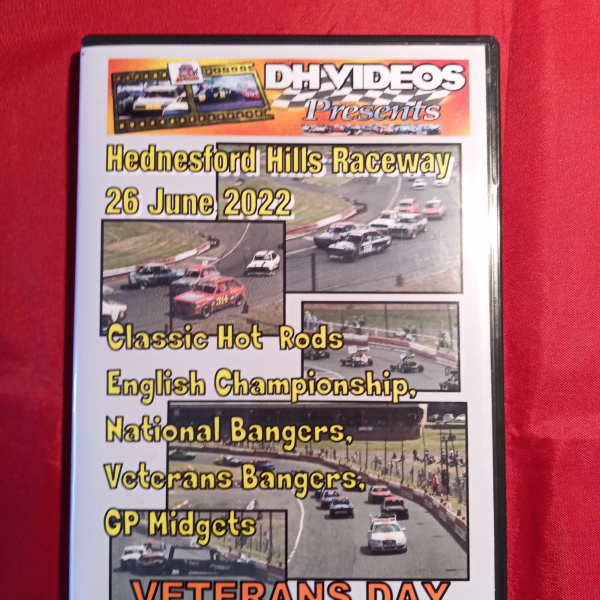 DH-VIDEOS
Presents
Hednesford Hills Raceway
26 June 2022
Classic Hot Rods
English Championship,
National Bangers,
Veterans Bangers,
GP Midgets
VETERANS DAY